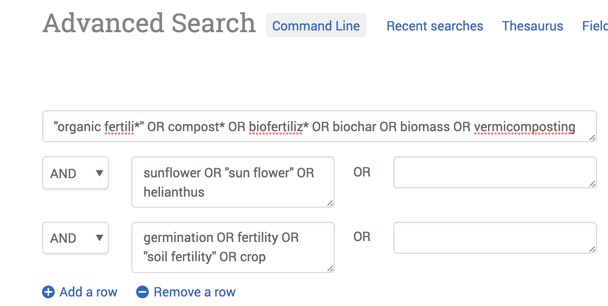 Advanced Search Command Line Recent searches Thesaurus Field
"organic fertili*" OR compost* OR biofertiliz* OR biochar OR biomass OR vermicomposting
AND sunflower OR "sun flower" OR OR
helianthus
AND germination OR fertility OR OR
"soil fertility" OR crop
Add a row Remove a row